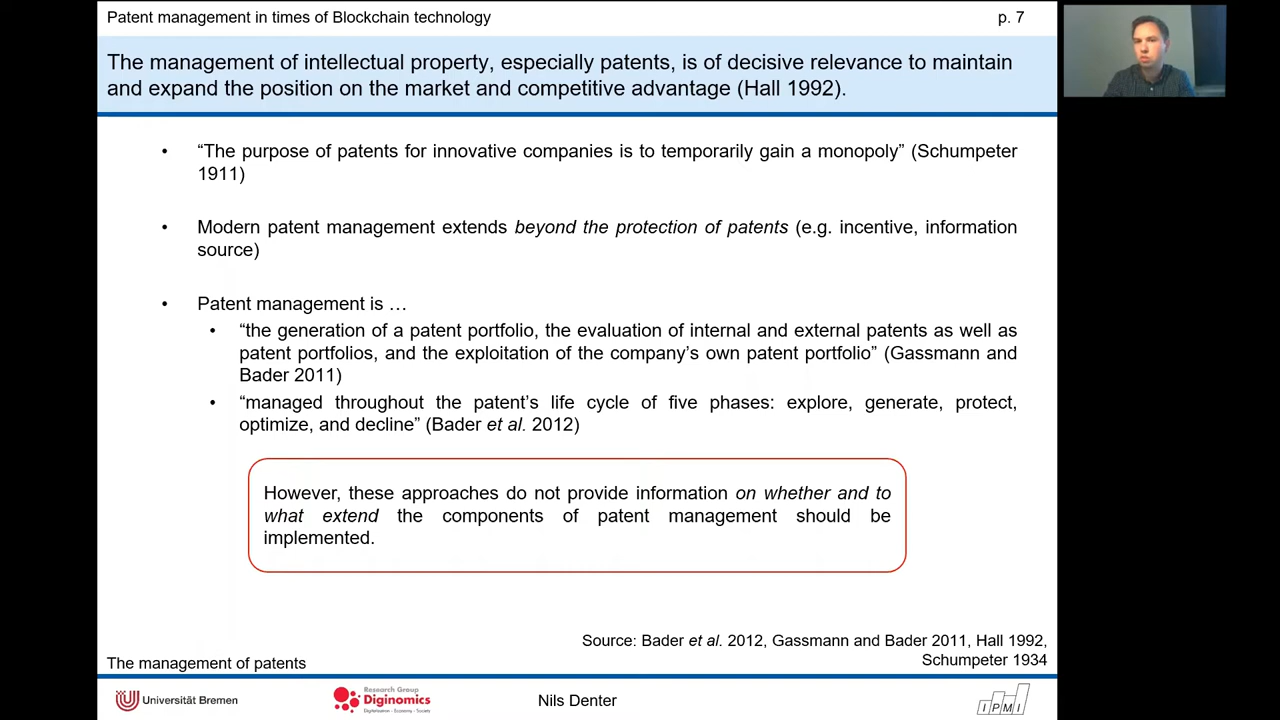 Patent management in times of Blockchain technology
p. 7
The management of intellectual property, especially patents, is of decisive relevance to maintain
and expand the position on the market and competitive advantage (Hall 1992).
• “The purpose of patents for innovative companies is to temporarily gain a monopoly” (Schumpeter
1911)
• Modern patent management extends beyond the protection of patents (e.g. incentive, information
source)
• Patent management is …
• “the generation of a patent portfolio, the evaluation of internal and external patents as well as
patent portfolios, and the exploitation of the company’s own patent portfolio” (Gassmann and
Bader 2011)
• “managed throughout the patent’s life cycle of five phases: explore, generate, protect,
optimize, and decline” (Bader et al. 2012)
However, these approaches do not provide information on whether and to
what extend the components of patent management should be
implemented.
Source: Bader et al. 2012, Gassmann and Bader 2011, Hall 1992,
Schumpeter 1934
The management of patents
Universität Bremen
Research Group
Diginomics
Digitalisation - Economy - Society
Nils Denter
IPMI